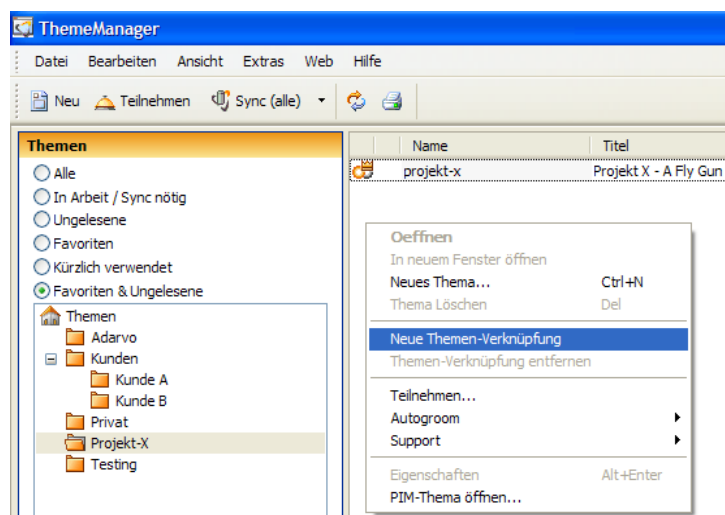 ThemeManager
Datei Bearbeiten Ansicht Extras Web Hilfe
Neu Teilnehmen Sync (alle)
Themen
Alle
In Arbeit / Sync nötig
Ungelesene
Favoriten
Kürzlich verwendet
Favoriten & Ungelesene
Themen
Adarvo
Kunden
Kunde A
Kunde B
Privat
Projekt-X
Testing
Name Titel
projekt-x Projekt X - A Fly Gun
Oeffnen
In neuem Fenster öffnen
Neues Thema... Ctrl+N
Thema Löschen Del
Neue Themen-Verknüpfung
Themen-Verknüpfung entfernen
Teilnehmen...
Autogroom
Support
Eigenschaften Alt+Enter
PIM-Thema öffnen...